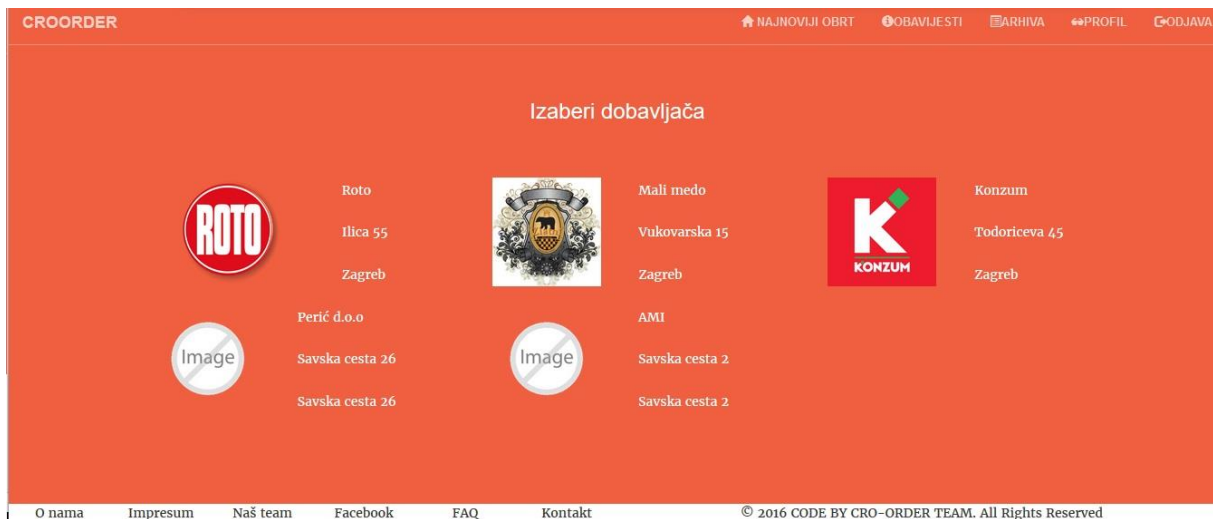 CROORDER NAJNOVIJI OBRT OBAVIJESTI ARHIVA PROFIL ODJAVA
Izaberi dobavljača
ROTO
Roto
Ilica 55
Zagreb
Mali medo
Vukovarska 15
Zagreb
K
KONZUM
Konzum
Todoriceva 45
Zagreb
Image
Perić d.o.o
Savska cesta 26
Savska cesta 26
Image
AMI
Savska cesta 2
Savska cesta 2
O nama Impresum Naš team Facebook FAQ Kontakt © 2016 CODE BY CRO-ORDER TEAM. All Rights Reserved